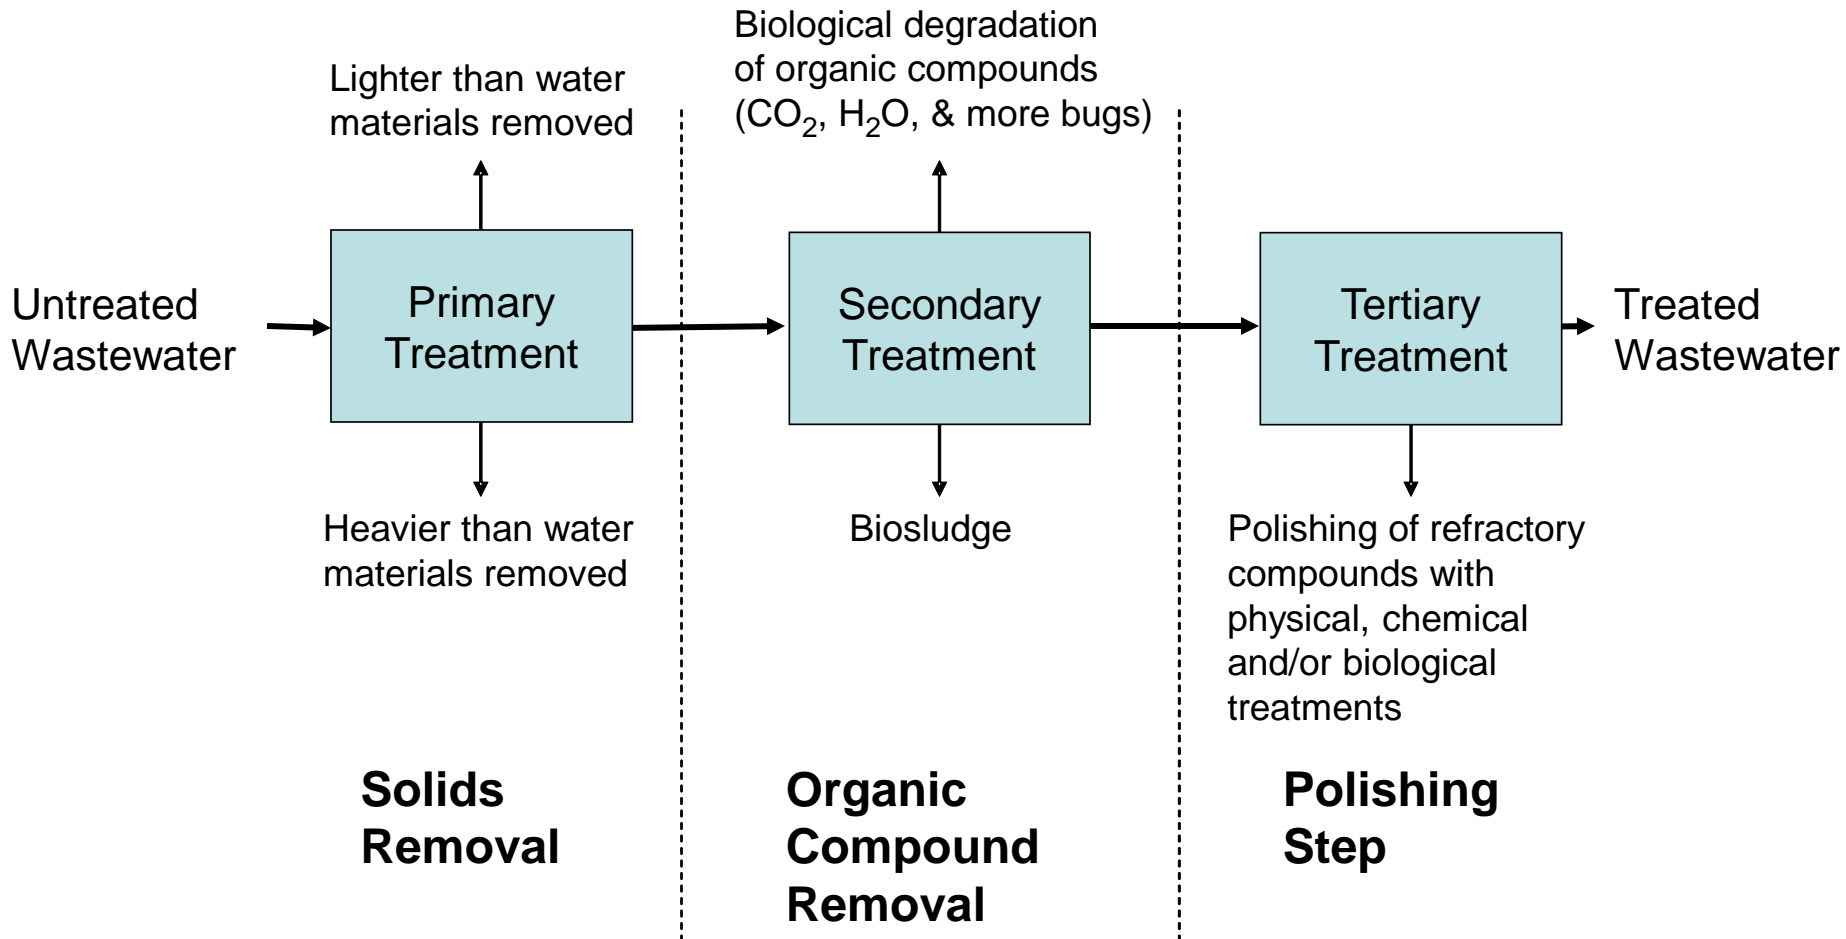 Biological degradation
of organic compounds
(CO₂, H₂O, & more bugs)
Lighter than water
materials removed
Untreated
Wastewater
Primary
Treatment
Secondary
Treatment
Tertiary
Treatment
Treated
Wastewater
Heavier than water
materials removed
Biosludge
Polishing of refractory
compounds with
physical, chemical
and/or biological
treatments
Solids
Removal
Organic
Compound
Removal
Polishing
Step